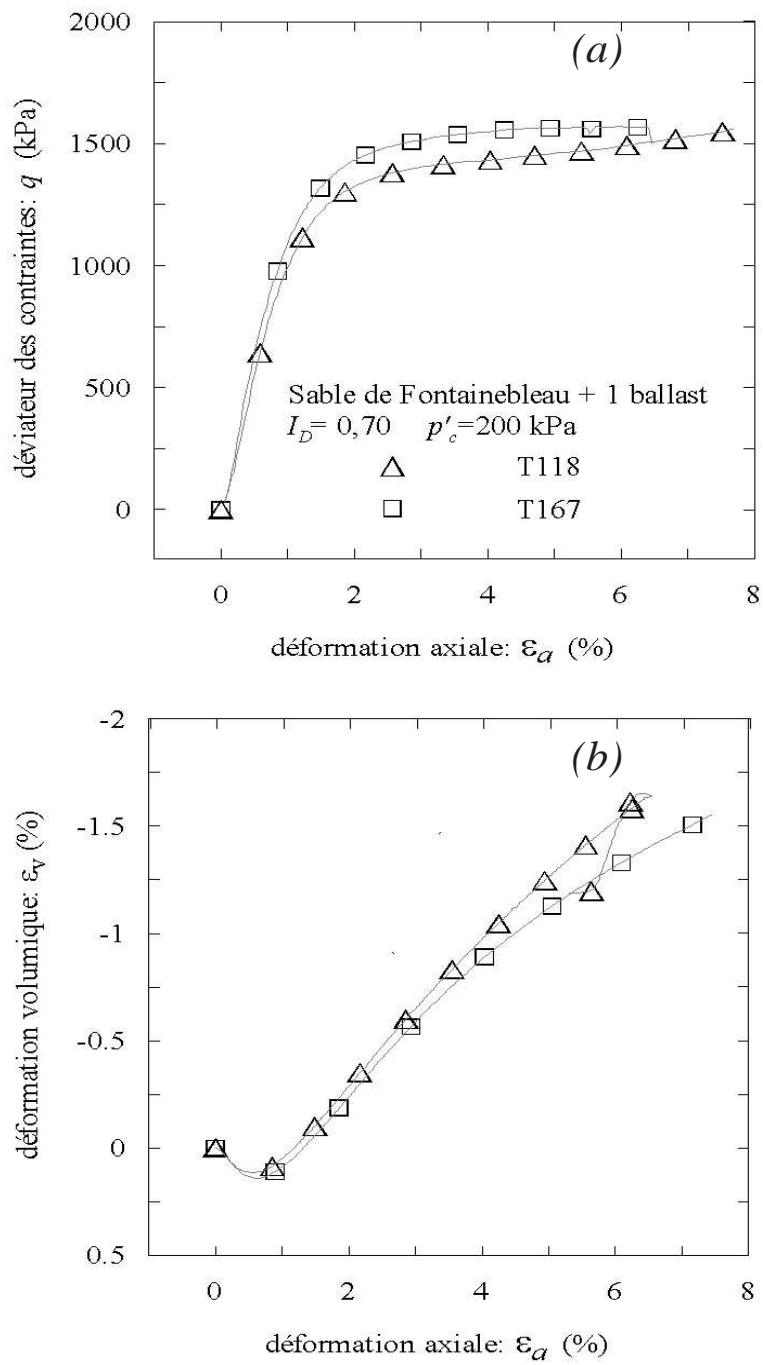 (a)
2000
1500
1000
500
0
déviateur des contraintes: q (kPa)
Sable de Fontainebleau + 1 ballast
I_D= 0,70 p'_c=200 kPa
T118
T167
0 2 4 6 8
déformation axiale: ε_a (%)
(b)
-2
-1.5
-1
-0.5
0
0.5
déformation volumique: ε_v (%)
0 2 4 6 8
déformation axiale: ε_a (%)